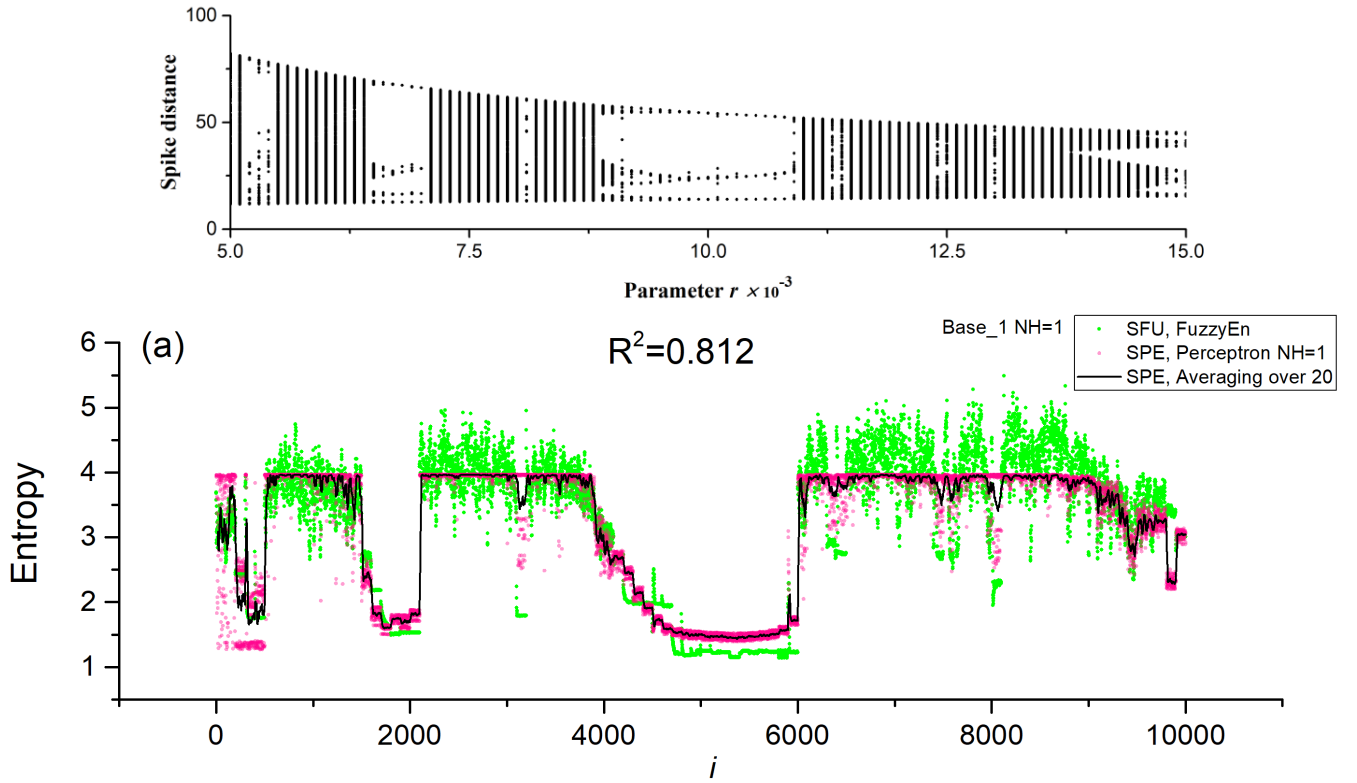 100
50
0
Spike distance
5.0 7.5 10.0 12.5 15.0
Parameter r × 10-3
(a)
R2=0.812
Base_1 NH=1
SFU, FuzzyEn
SPE, Perceptron NH=1
SPE, Averaging over 20
6
5
4
3
2
1
Entropy
0 2000 4000 6000 8000 10000
i